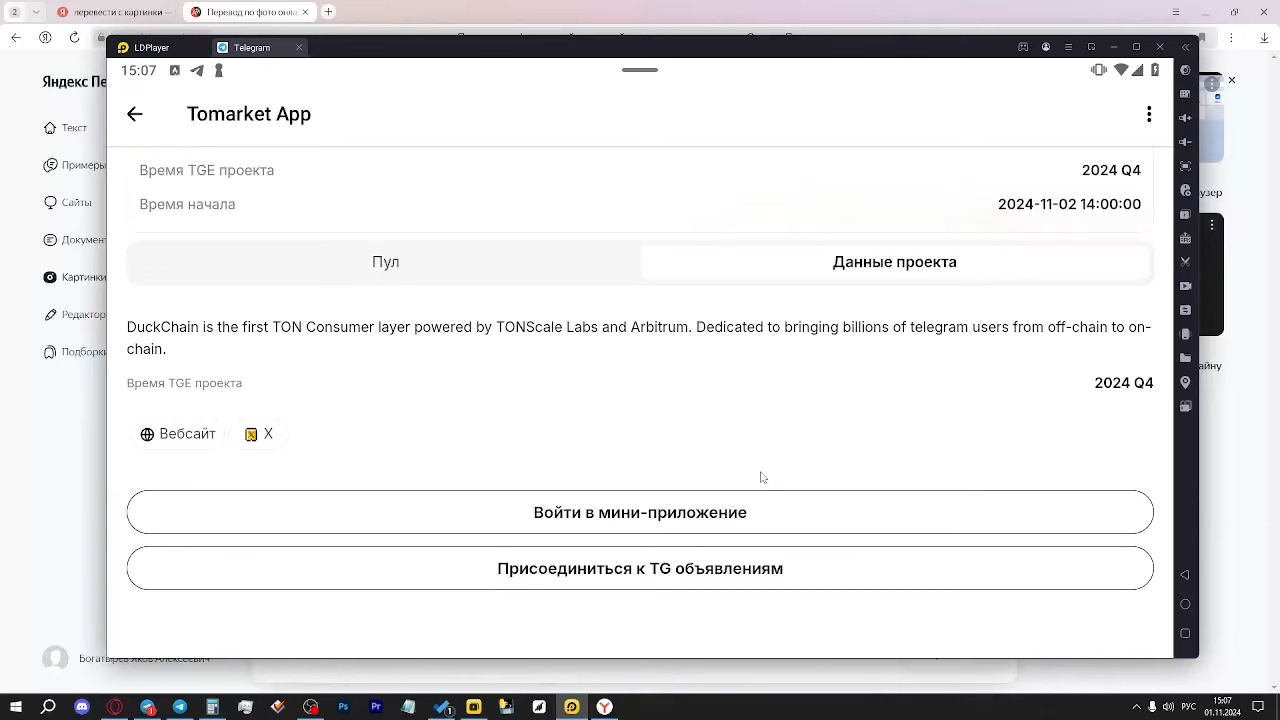 2
перевести скриншот
Перевод по фото онла
LDPlayer
Telegram
Яндекс Пе
15:07
Tomarket App
Текст
Время TGE проекта
2024 Q4
Примеры
Сайты
Время начала
2024-11-02 14:00:00
Документ
Пул
Данные проекта
Картинки
Редактор
DuckChain is the first TON Consumer layer powered by TONScale Labs and Arbitrum. Dedicated to bringing billions of telegram users from off-chain to on-
chain.
Подборки
Время TGE проекта
2024 Q4
Вебсайт
X
Войти в мини-приложение
Присоединиться к TG объявлениям
Богатырев Яков Алексеевич
РУС
15:07
01.11.2024